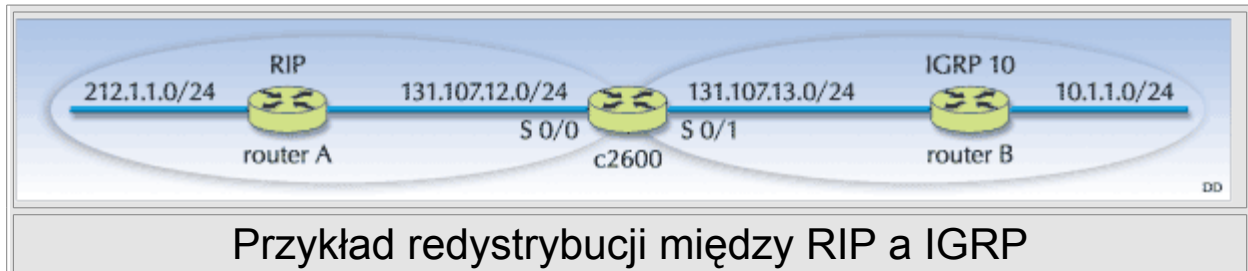 RIP
IGRP 10
212.1.1.0/24
131.107.12.0/24
131.107.13.0/24
10.1.1.0/24
S 0/0
S 0/1
router A
c2600
router B
DD
Przykład redystrybucji między RIP a IGRP